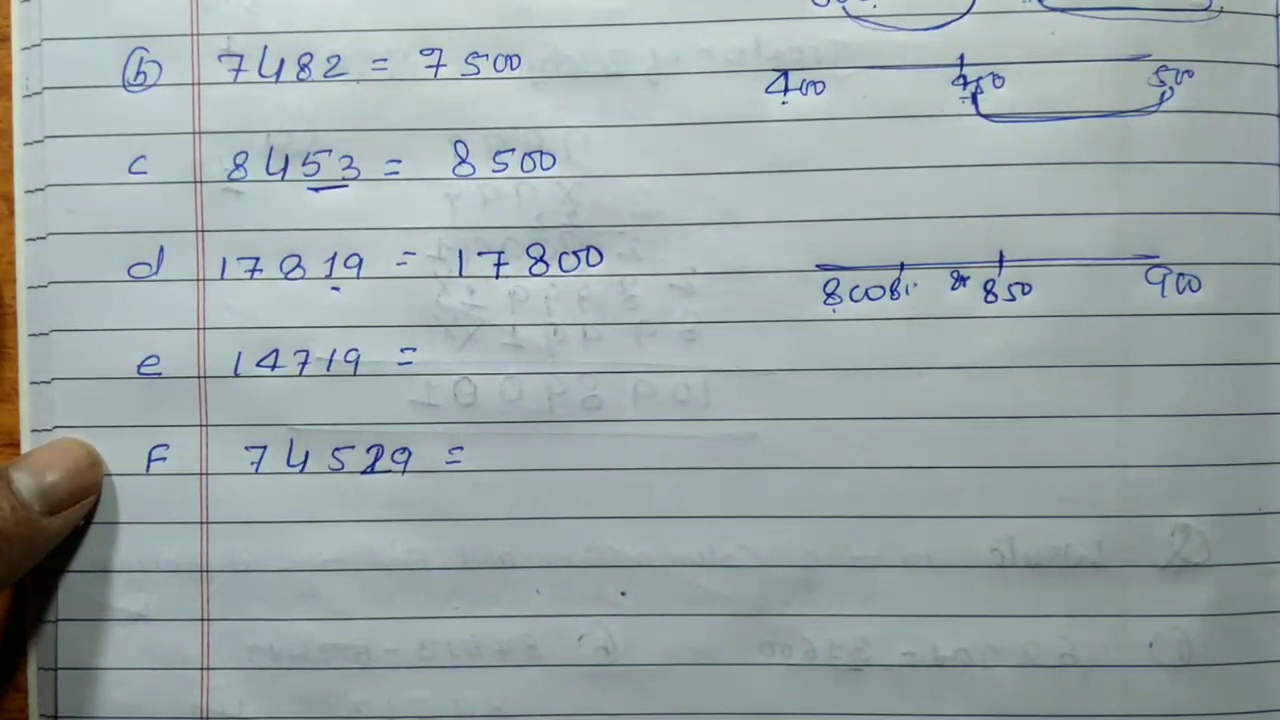 (b) 7482 = 7500
400 450 500
c 8453 = 8500
d 17819 = 17800
800 850 900
e 14719 =
F 74529 =